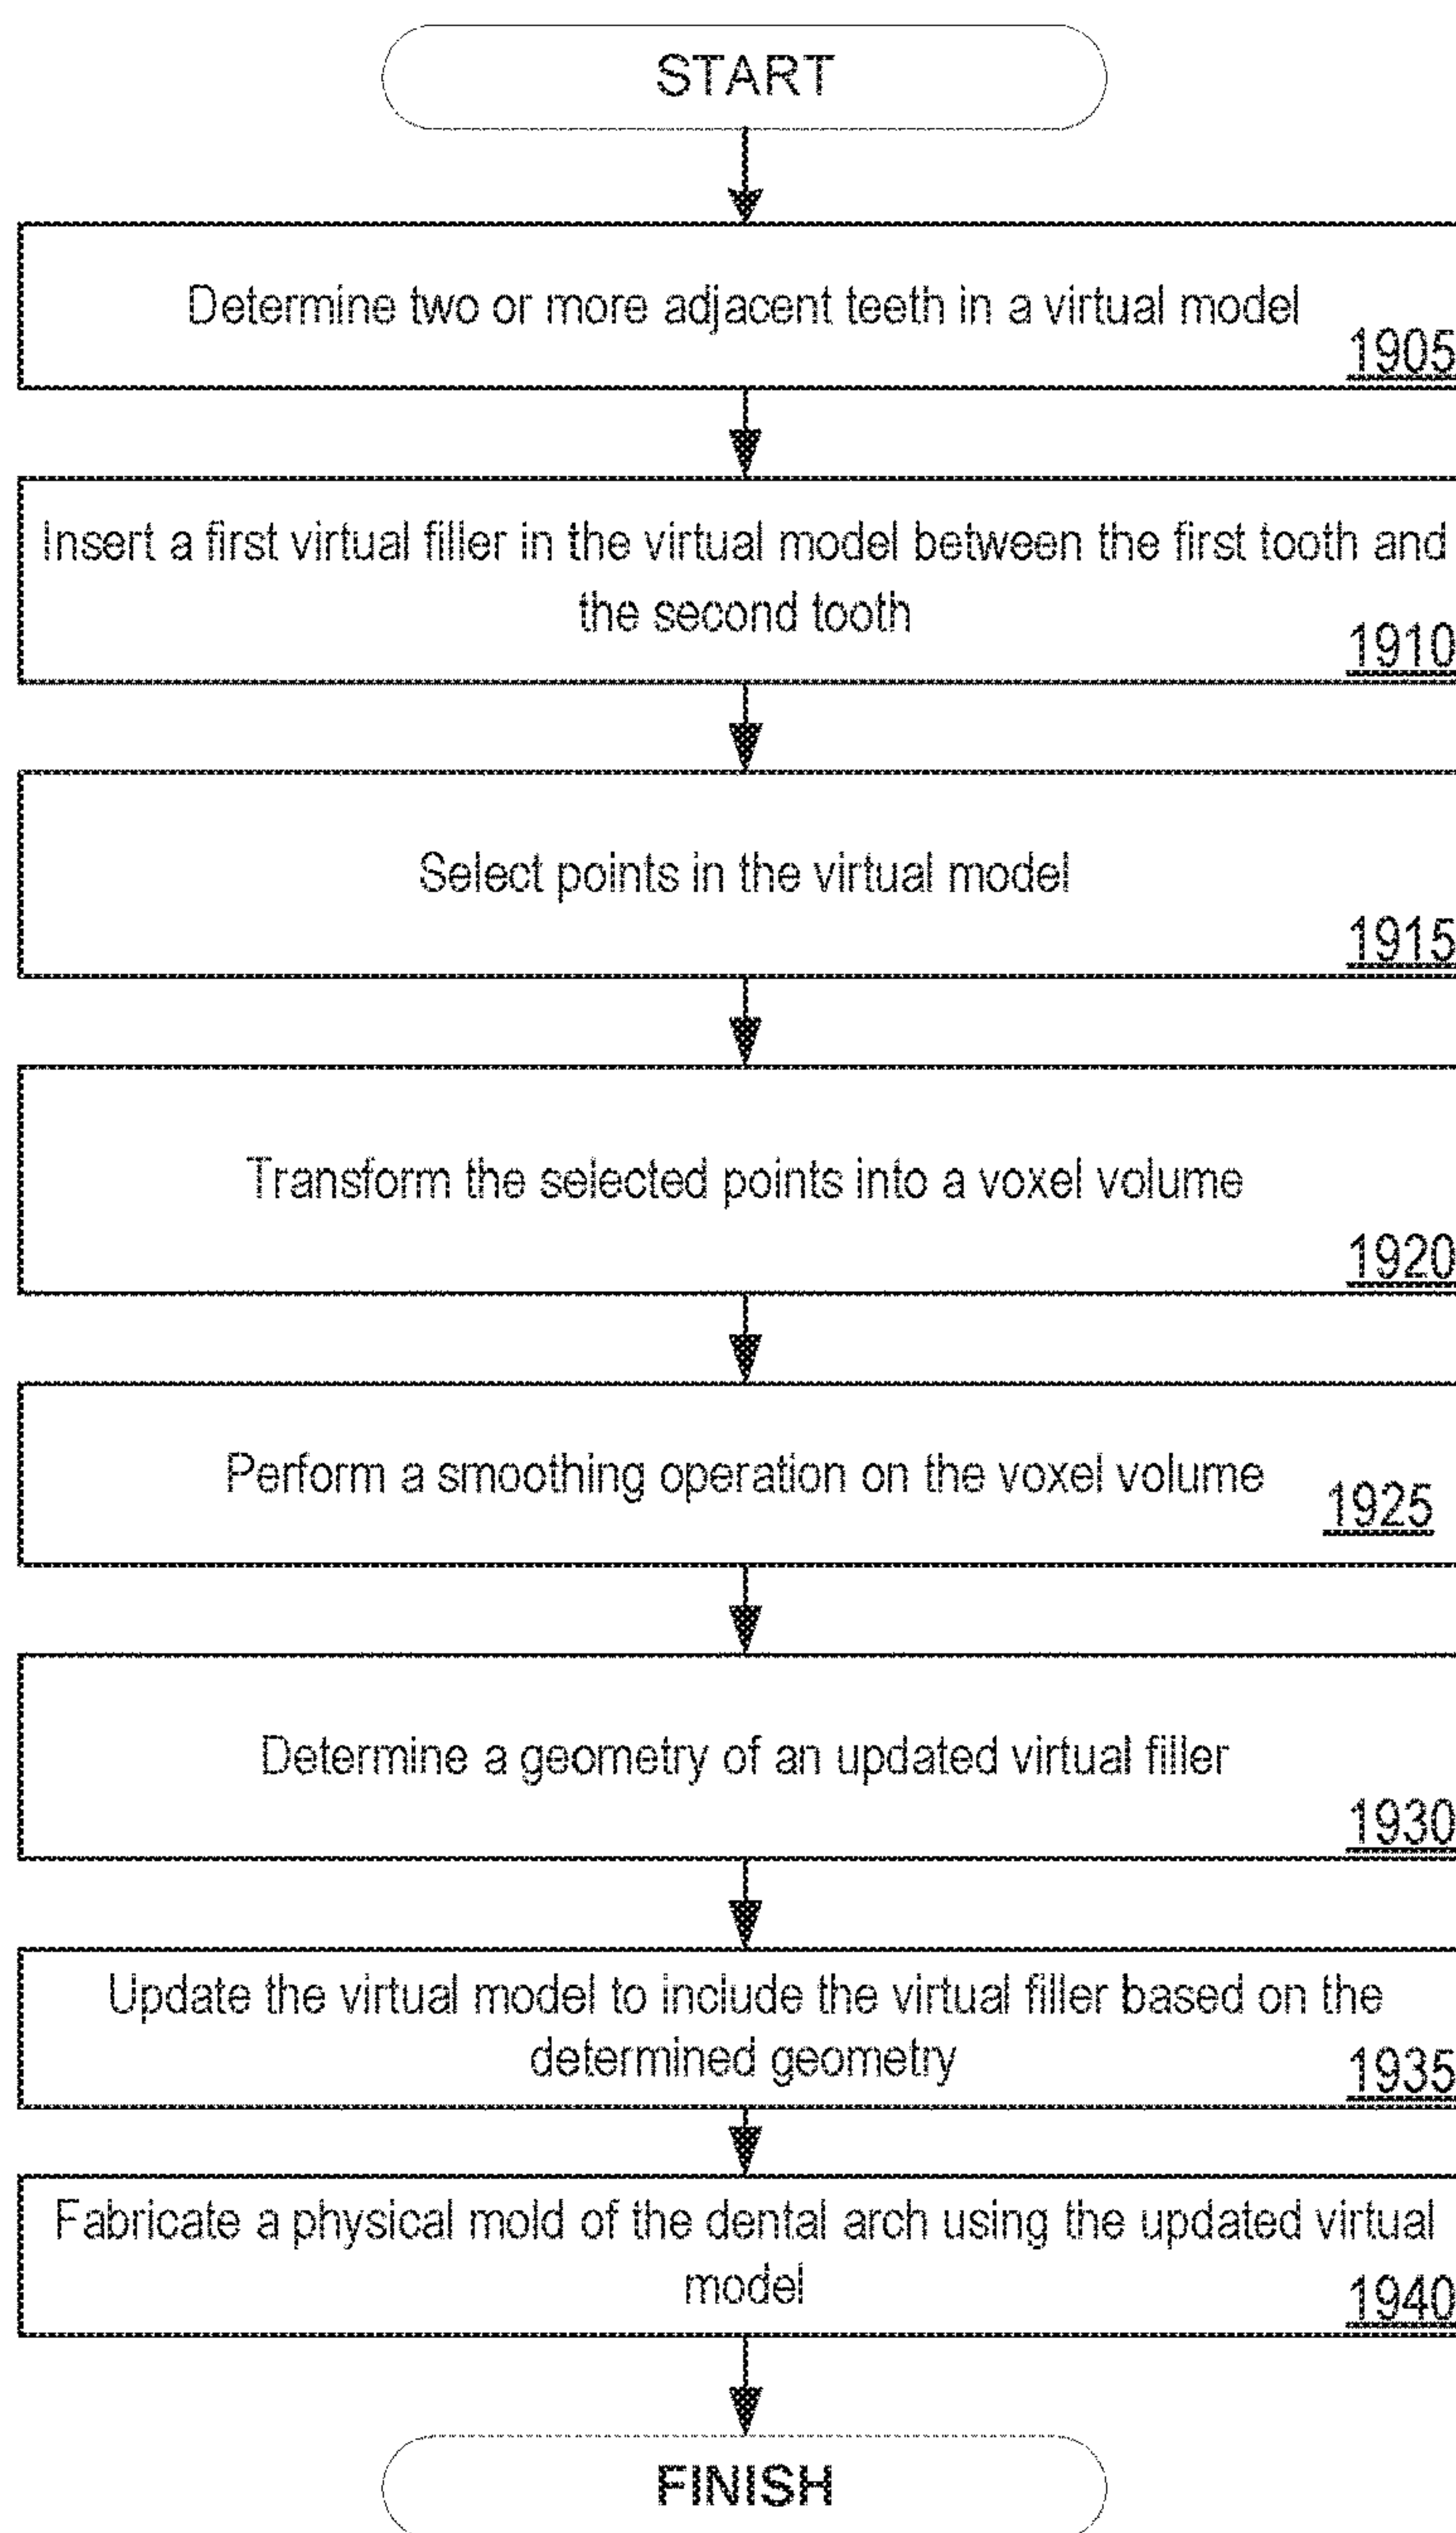 START
Determine two or more adjacent teeth in a virtual model
1905
Insert a first virtual filler in the virtual model between the first tooth and
the second tooth
1910
Select points in the virtual model
1915
Transform the selected points into a voxel volume
1920
Perform a smoothing operation on the voxel volume
1925
Determine a geometry of an updated virtual filler
1930
Update the virtual model to include the virtual filler based on the
determined geometry
1935
Fabricate a physical mold of the dental arch using the updated virtual
model
1940
FINISH